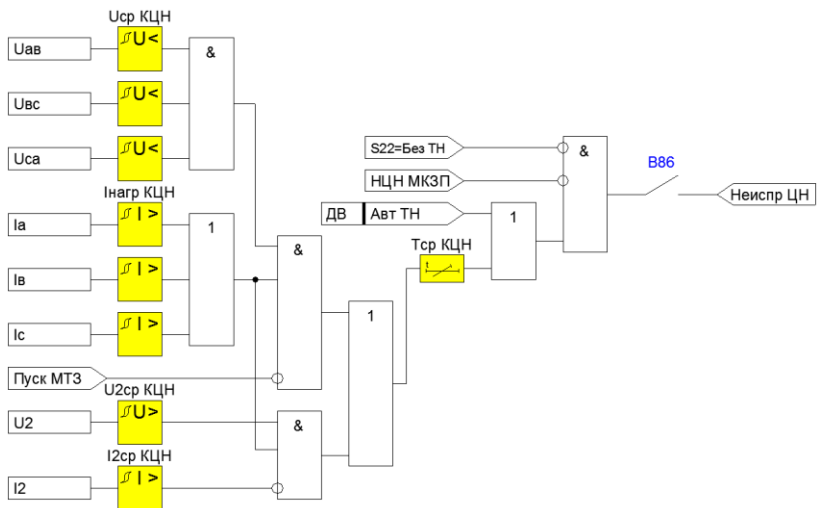 Uср КЦН
Uав
U<
&
Uвс
U<
Uса
U<
S22=Без ТН
&
В86
НЦН МКЗП
Неиспр ЦН
Iнагр КЦН
Iа
I >
1
ДВ Авт ТН
1
Iв
I >
&
Тср КЦН
t
Iс
I >
1
Пуск МТЗ
U2ср КЦН
U2
U>
&
I2ср КЦН
I2
I >